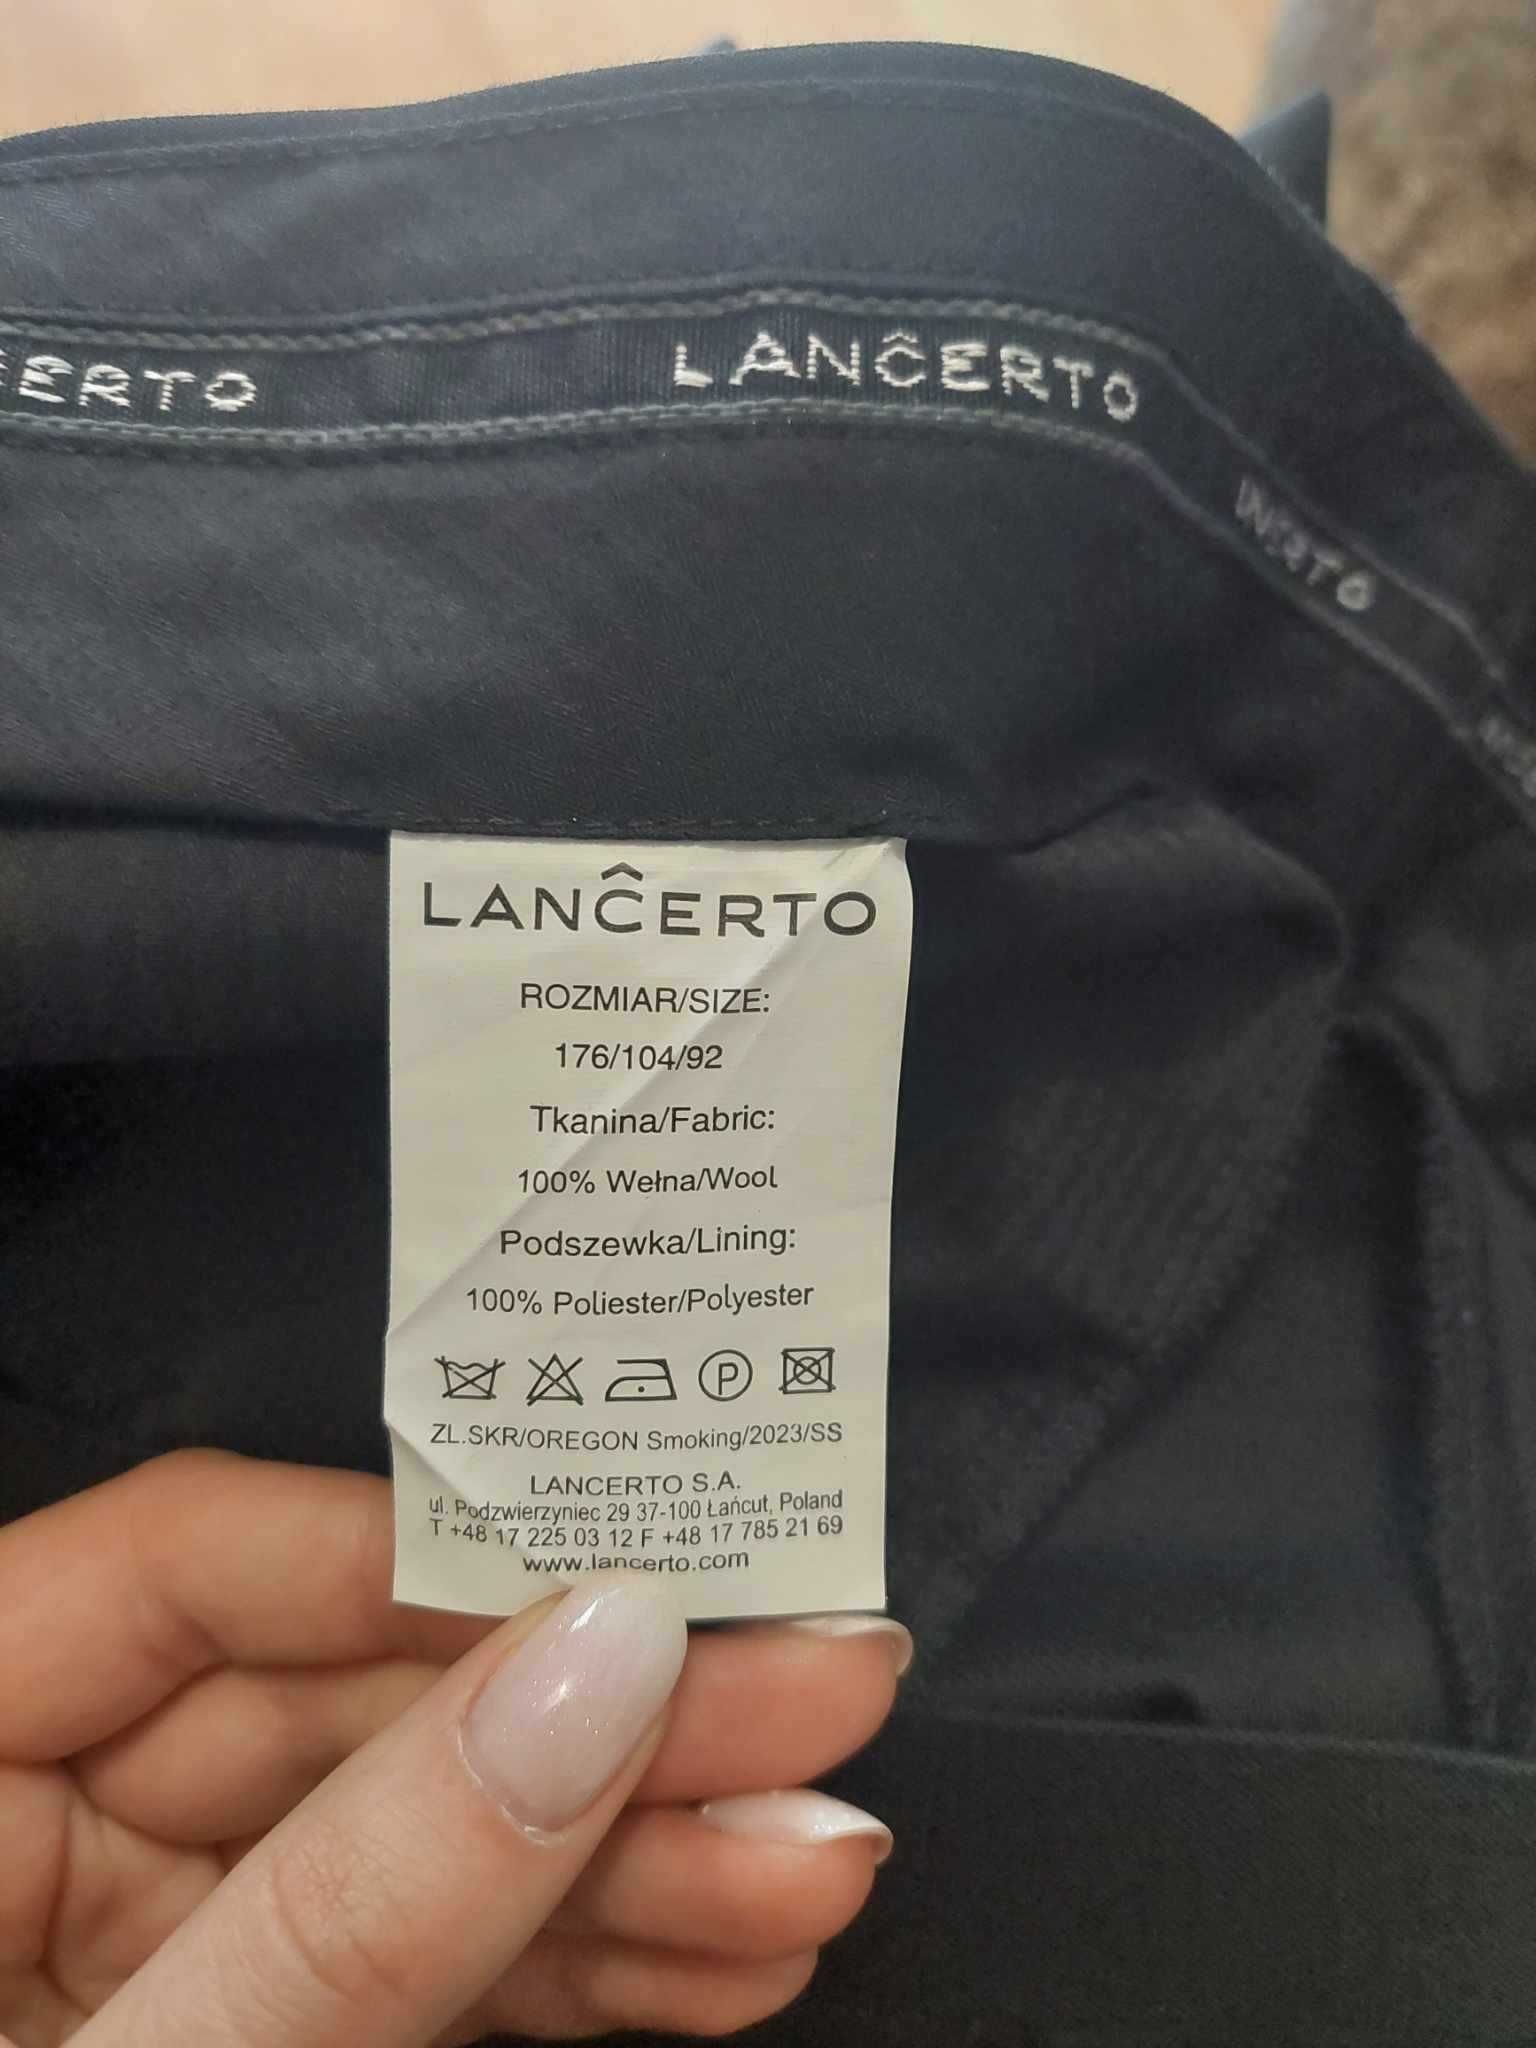 ERTO
LANĈERTO
LANĈERTO
ROZMIAR/SIZE:
176/104/92
Tkanina/Fabric:
100% Wełna/Wool
Podszewka/Lining:
100% Poliester/Polyester
P
ZL.SKR/OREGON Smoking/2023/SS
LANCERTO S.A.
ul. Podzwierzyniec 29 37-100 Łańcut, Poland
T +48 17 225 03 12 F +48 17 785 21 69
www.lancerto.com